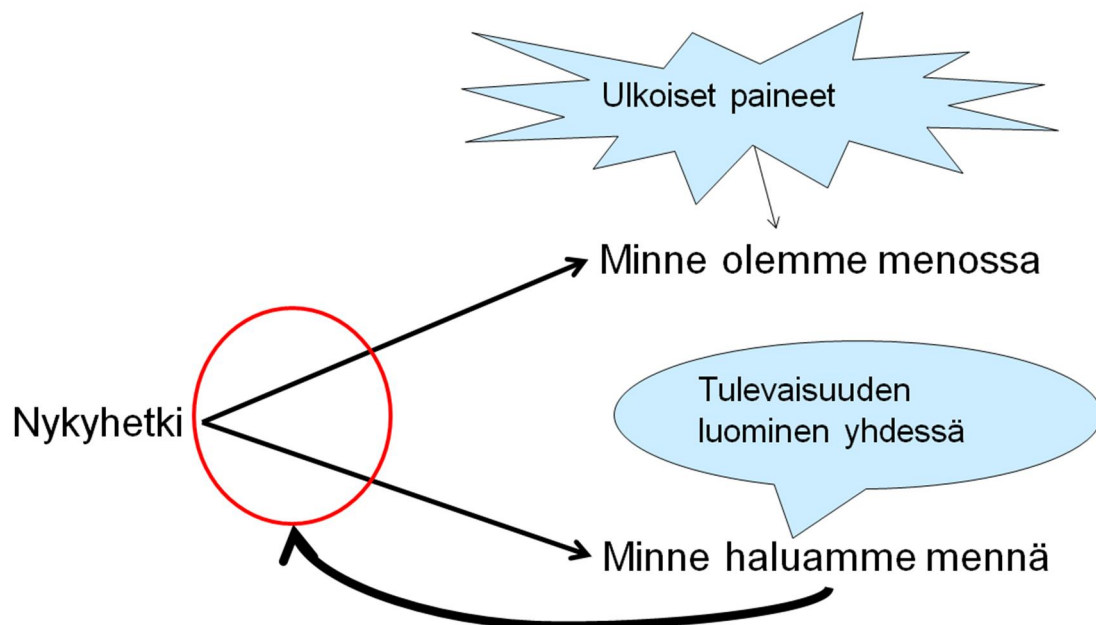 Ulkoiset paineet
Minne olemme menossa
Nykyhetki
Tulevaisuuden
luominen yhdessä
Minne haluamme mennä